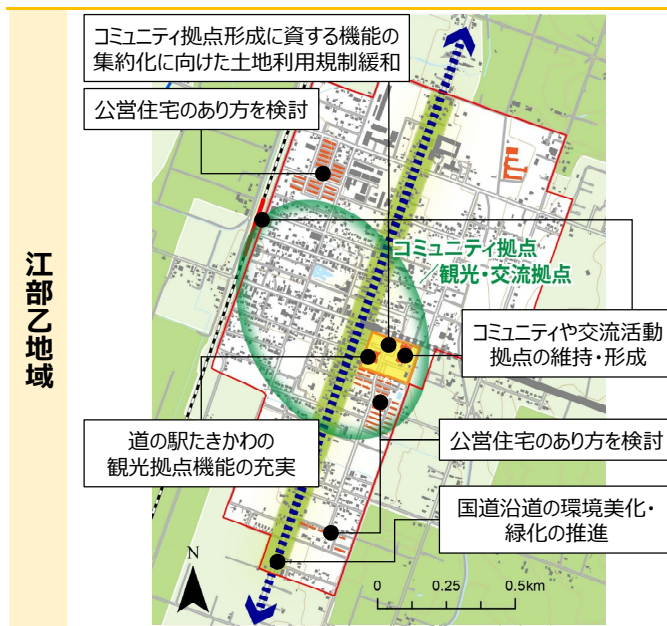 江部乙地域
コミュニティ拠点形成に資する機能の
集約化に向けた土地利用規制緩和
公営住宅のあり方を検討
コミュニティ拠点
／観光・交流拠点
コミュニティや交流活動
拠点の維持・形成
道の駅たきかわの
観光拠点機能の充実
公営住宅のあり方を検討
国道沿道の環境美化・
緑化の推進
N
0 0.25 0.5km